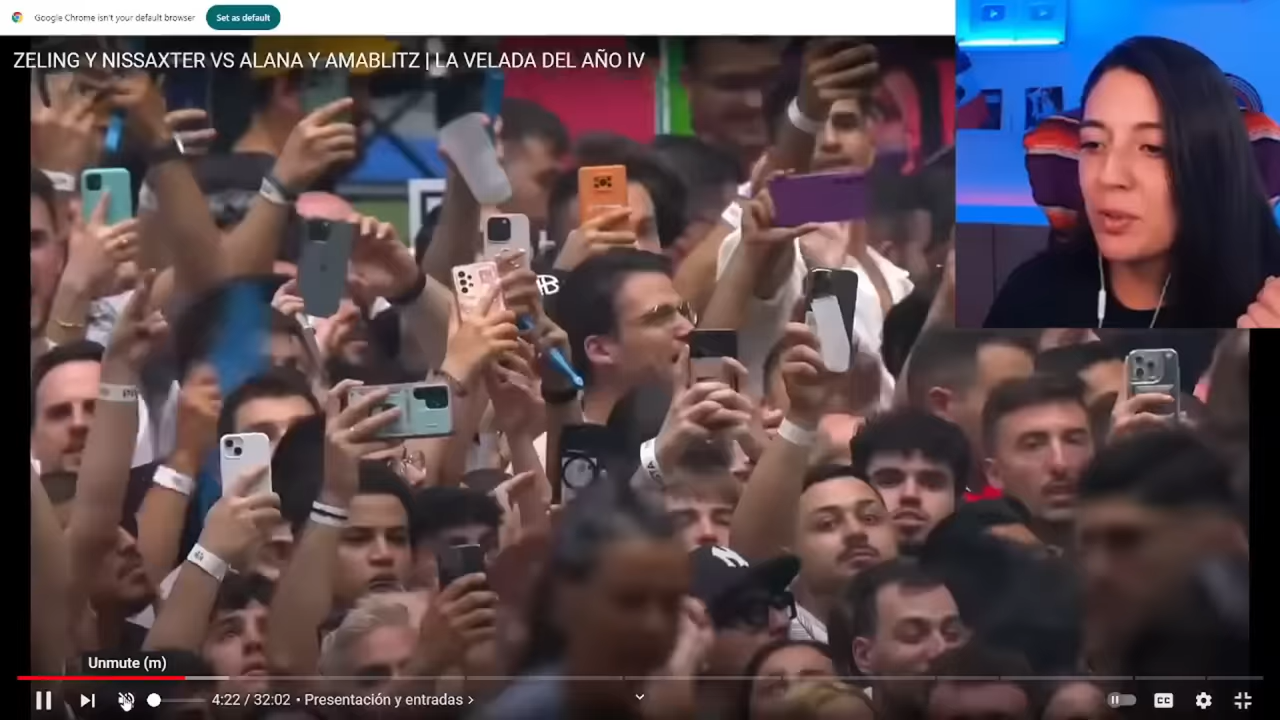 Google Chrome isn't your default browser
Set as default
ZELING Y NISSAXTER VS ALANA Y AMABLITZ | LA VELADA DEL AÑO IV
Unmute (m)
4:22 / 32:02 • Presentación y entradas >
CC